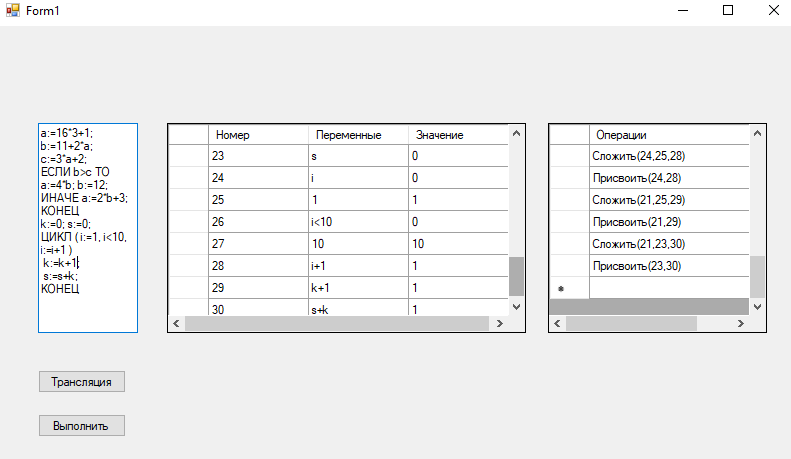 Form1
a:=16*3+1;
b:=11+2*a;
c:=3*a+2;
ЕСЛИ b>c ТО
a:=4*b; b:=12;
ИНАЧЕ a:=2*b+3;
КОНЕЦ
k:=0; s:=0;
ЦИКЛ ( i:=1, i<10,
i:=i+1 )
k:=k+1;
s:=s+k;
КОНЕЦ
Номер Переменные Значение
23 s 0
24 i 0
25 1 1
26 i<10 0
27 10 10
28 i+1 1
29 k+1 1
30 s+k 1
Операции
Сложить(24,25,28)
Присвоить(24,28)
Сложить(21,25,29)
Присвоить(21,29)
Сложить(21,23,30)
Присвоить(23,30)
*
Трансляция
Выполнить